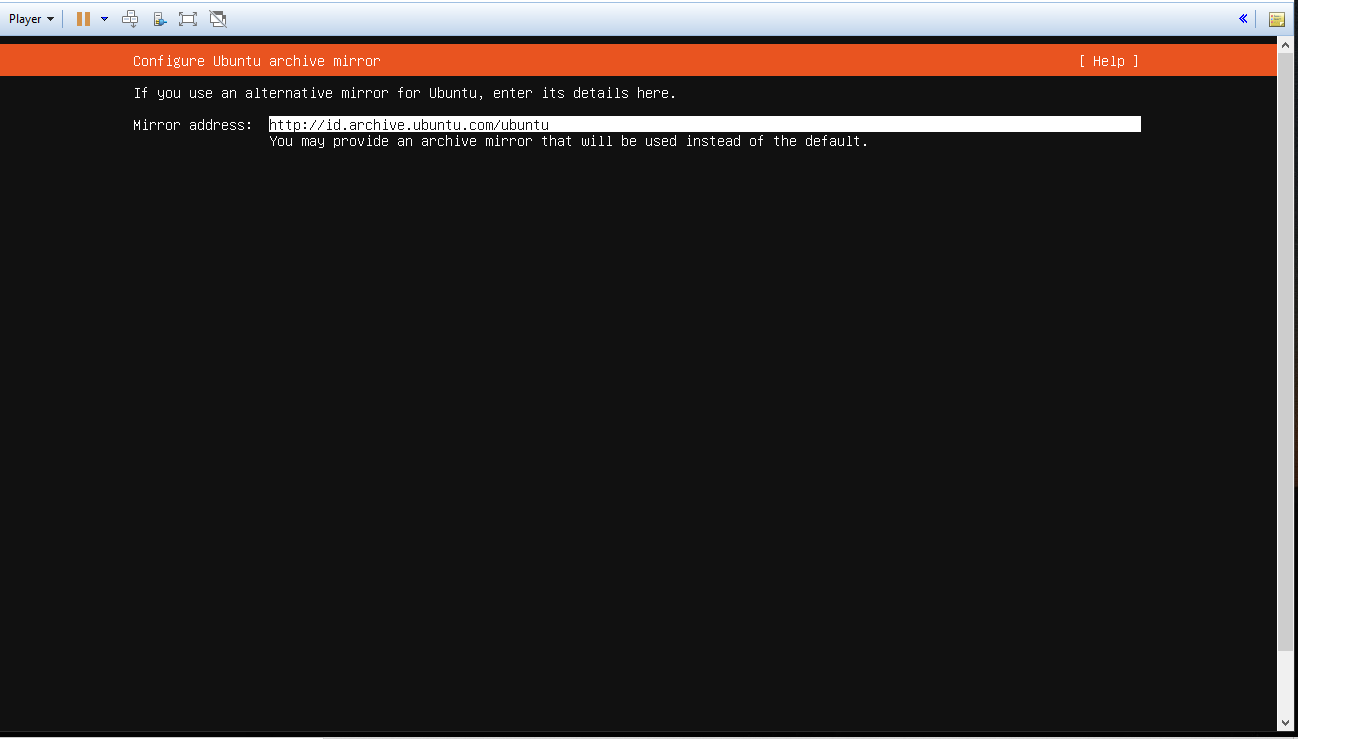 Player
Configure Ubuntu archive mirror [ Help ]
If you use an alternative mirror for Ubuntu, enter its details here.
Mirror address: http://id.archive.ubuntu.com/ubuntu
You may provide an archive mirror that will be used instead of the default.